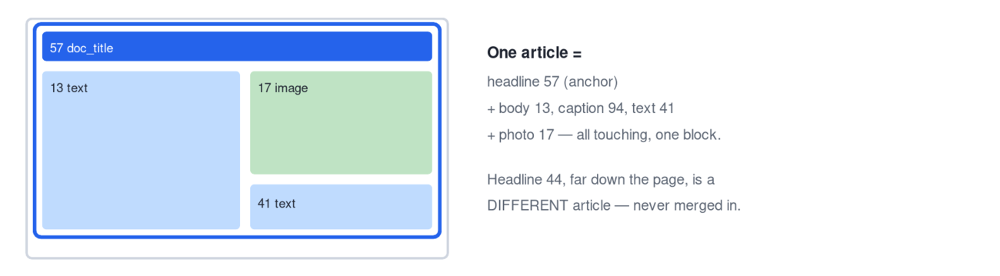 57 doc_title
13 text
17 image
41 text
One article =
headline 57 (anchor)
+ body 13, caption 94, text 41
+ photo 17 — all touching, one block.
Headline 44, far down the page, is a
DIFFERENT article — never merged in.